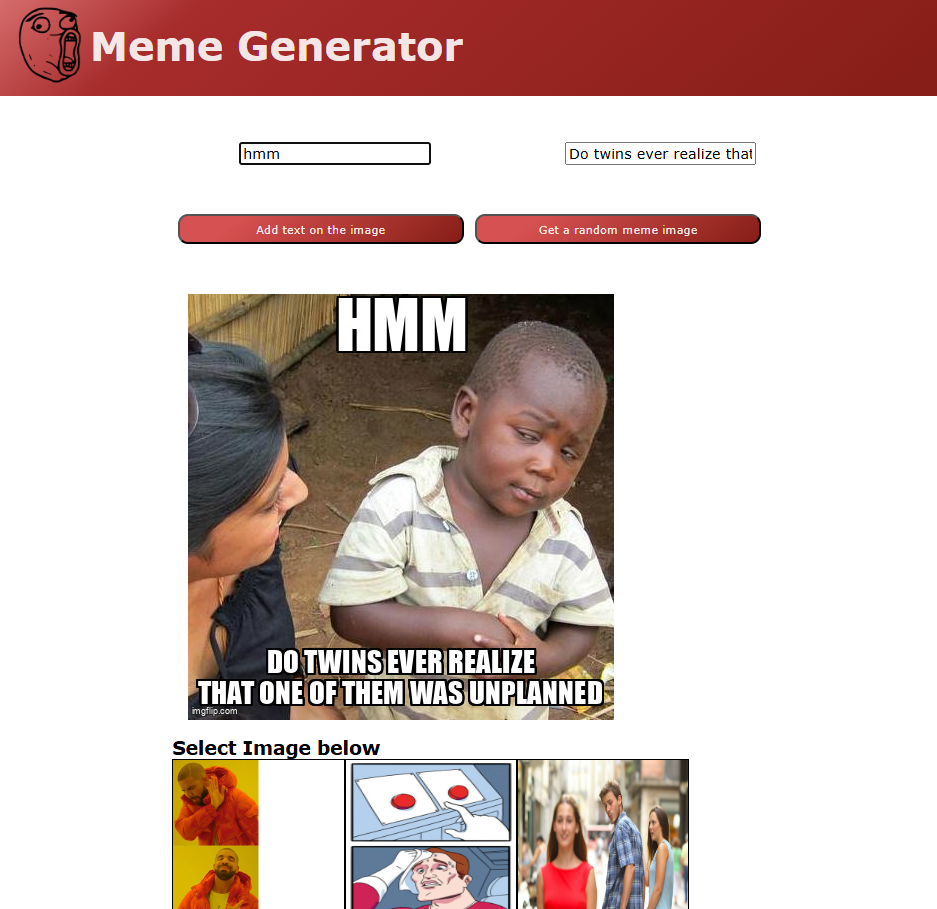 Meme Generator
hmm
Do twins ever realize that
Add text on the image
Get a random meme image
HMM
DO TWINS EVER REALIZE
THAT ONE OF THEM WAS UNPLANNED
imgflip.com
Select Image below